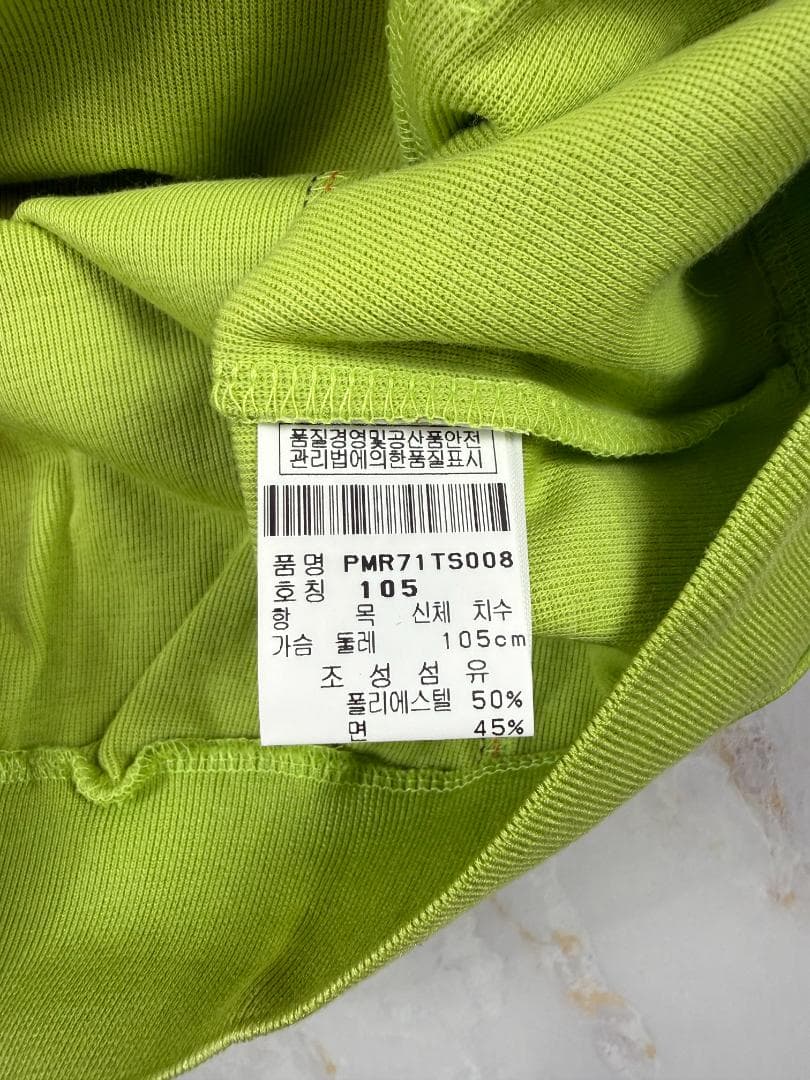 품질경영및공산품안전
관리법에의한품질표시
품명 PMR71TS008
호칭 105
항 목 신체 치수
가슴 둘레 105cm
조 성 섬 유
폴리에스텔 50%
면 45%